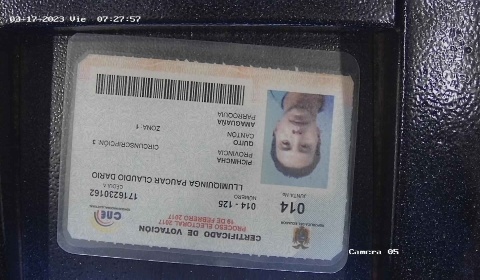 03-17-2023 Vie 07:27:57
CERTIFICADO DE VOTACIÓN
19 DE FEBRERO 2017
PROCESO ELECTORAL 2017
CNE
014
JUNTA No.
014 - 125
NÚMERO
1716230162
CÉDULA
LLUMIQUINGA PAUCAR CLAUDIO DARIO
PICHINCHA
PROVINCIA
CIRCUNSCRIPCIÓN: 3
QUITO
CANTÓN
ZONA: 1
AMAGUAÑA
PARROQUIA
Camera 05